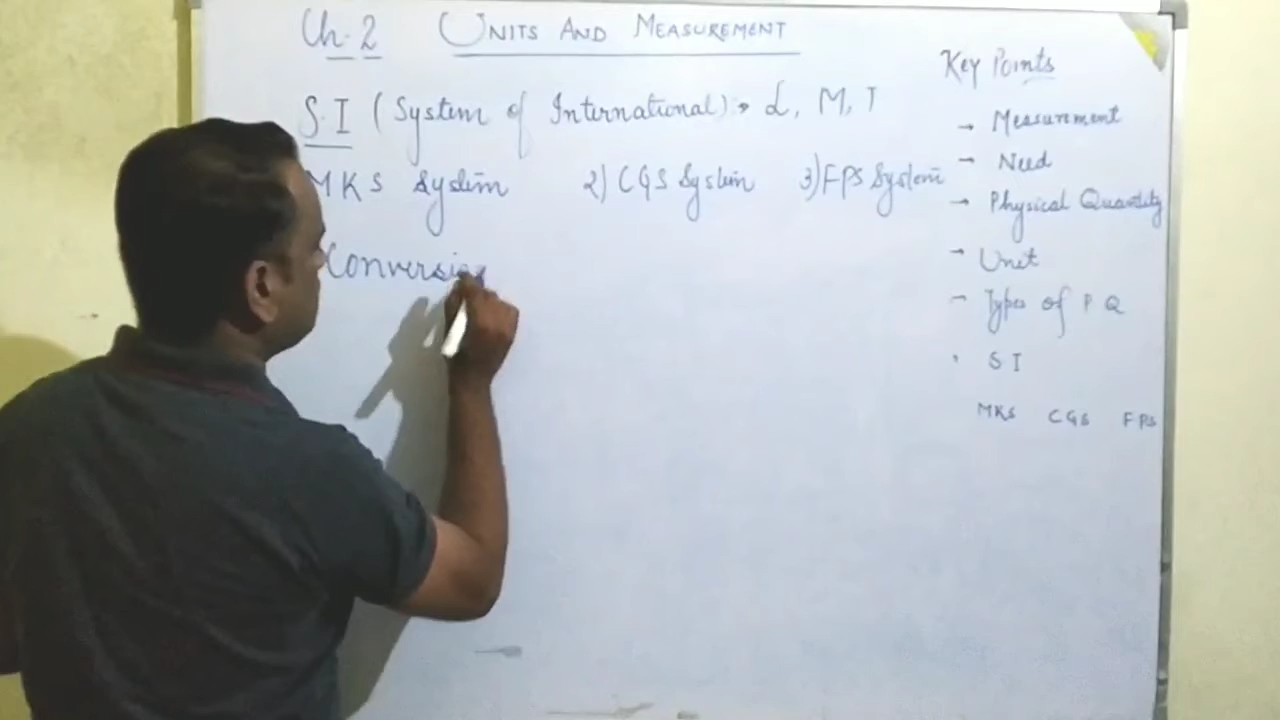 Ch. 2 UNITS AND MEASUREMENT
S.I (System of International) → L, M, T
MKS System 2) CGS System 3) FPS System
Conversion
Key Points
→ Measurement
→ Need
→ Physical Quantity
→ Unit
→ Types of P Q
S I
MKS CGS FPS